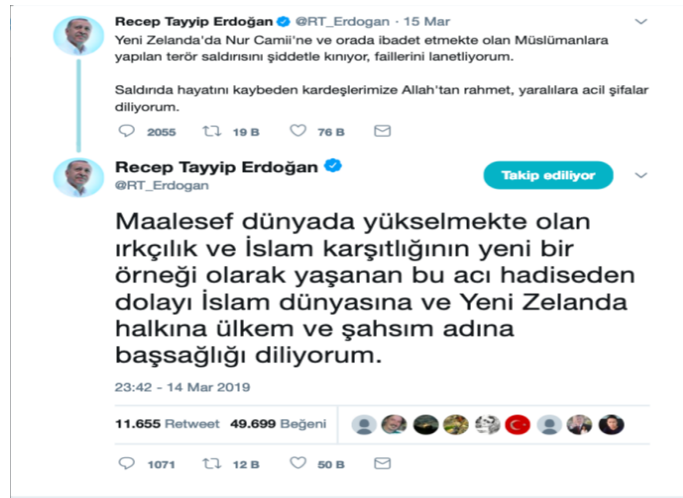 Recep Tayyip Erdoğan @RT_Erdogan · 15 Mar
Yeni Zelanda'da Nur Camii'ne ve orada ibadet etmekte olan Müslümanlara
yapılan terör saldırısını şiddetle kınıyor, faillerini lanetliyorum.
Saldırıda hayatını kaybeden kardeşlerimize Allah'tan rahmet, yaralılara acil şifalar
diliyorum.
2055 19 B 76 B
Recep Tayyip Erdoğan
@RT_Erdogan
Takip ediliyor
Maalesef dünyada yükselmekte olan
ırkçılık ve İslam karşıtlığının yeni bir
örneği olarak yaşanan bu acı hadiseden
dolayı İslam dünyasına ve Yeni Zelanda
halkına ülkem ve şahsım adına
başsağlığı diliyorum.
23:42 - 14 Mar 2019
11.655 Retweet 49.699 Beğeni
1071 12 B 50 B